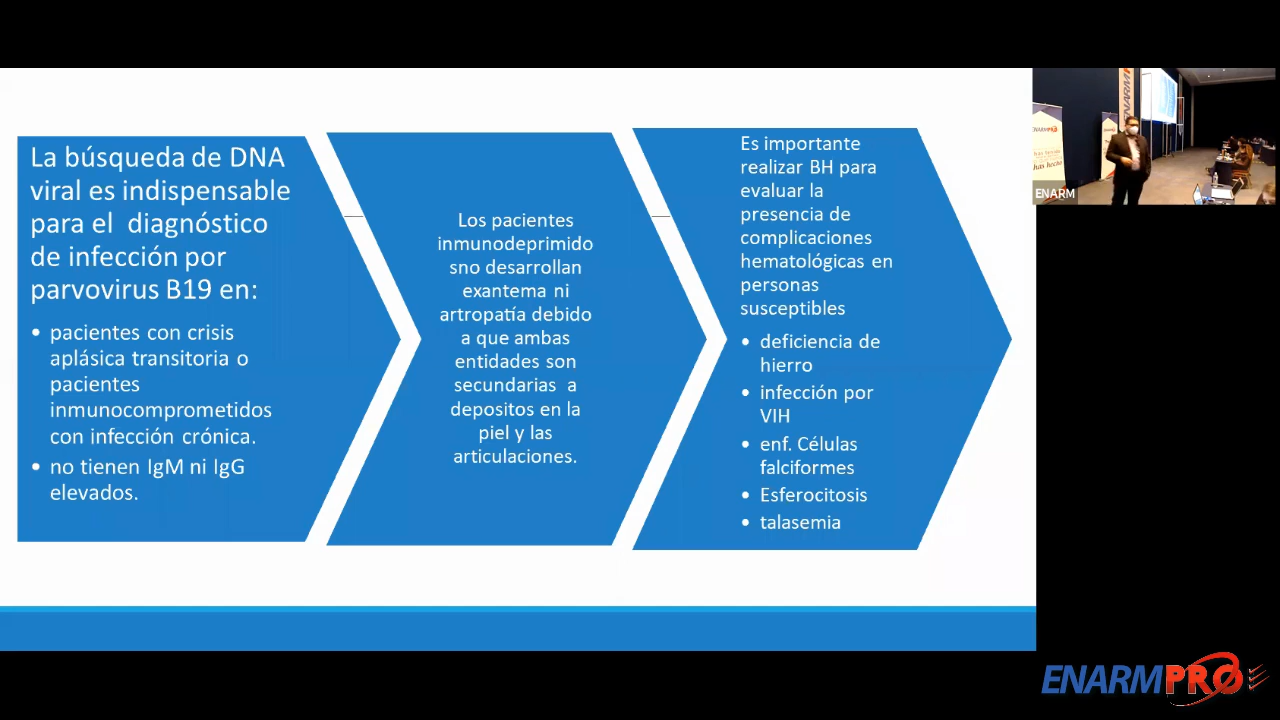 La búsqueda de DNA
viral es indispensable
para el diagnóstico
de infección por
parvovirus B19 en:
• pacientes con crisis
aplásica transitoria o
pacientes
inmunocomprometidos
con infección crónica.
• no tienen IgM ni IgG
elevados.
Los pacientes
inmunodeprimido
sno desarrollan
exantema ni
artropatía debido
a que ambas
entidades son
secundarias a
depositos en la
piel y las
articulaciones.
Es importante
realizar BH para
evaluar la
presencia de
complicaciones
hematológicas en
personas
susceptibles
• deficiencia de
hierro
• infección por
VIH
• enf. Células
falciformes
• Esferocitosis
• talasemia
ENARMPRO
ENARM
ENARMPRO